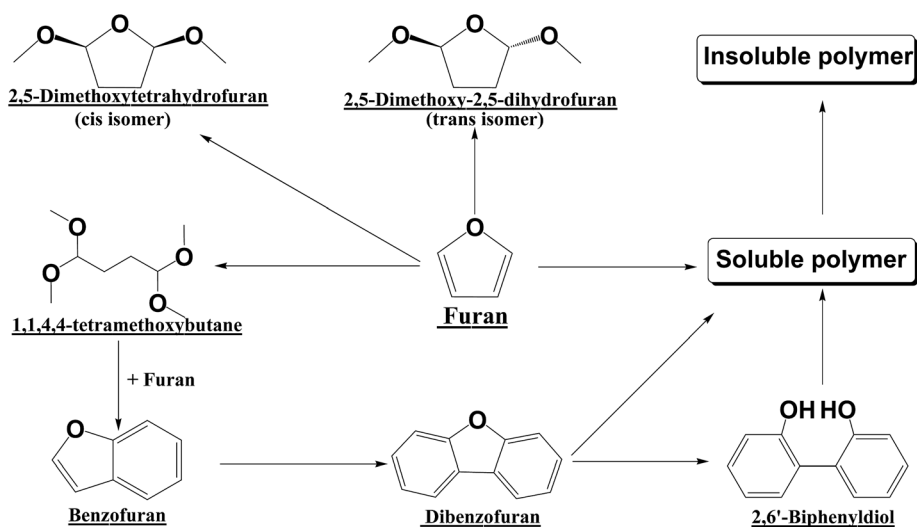 O O O
2,5-Dimethoxytetrahydrofuran
(cis isomer)
O O O
2,5-Dimethoxy-2,5-dihydrofuran
(trans isomer)
Insoluble polymer
O O
O O
1,1,4,4-tetramethoxybutane
O
Furan
Soluble polymer
+ Furan
O
Benzofuran
O
Dibenzofuran
OH HO
2,6'-Biphenyldiol